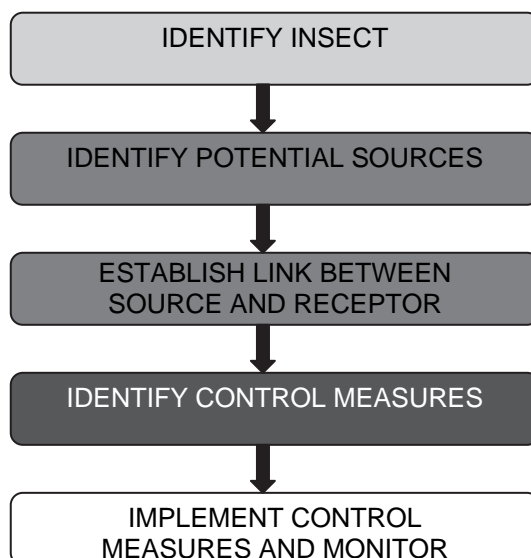 IDENTIFY INSECT
IDENTIFY POTENTIAL SOURCES
ESTABLISH LINK BETWEEN
SOURCE AND RECEPTOR
IDENTIFY CONTROL MEASURES
IMPLEMENT CONTROL
MEASURES AND MONITOR